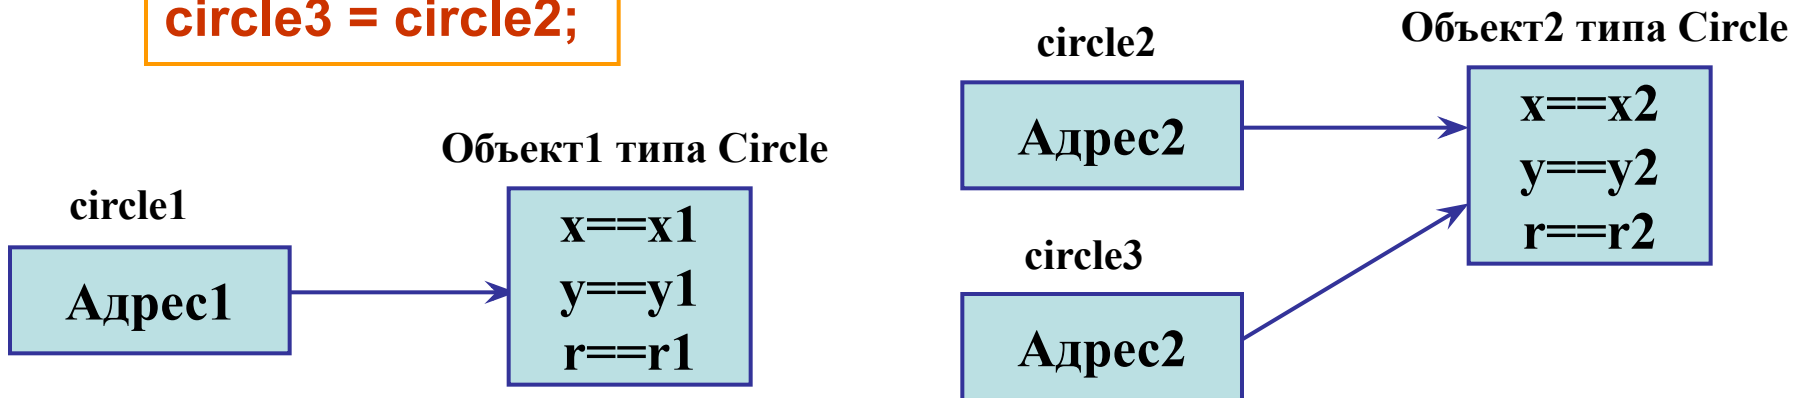 circle3 = circle2;
Объект1 типа Circle
circle1
Адрес1
x==x1
y==y1
r==r1
Объект2 типа Circle
circle2
Адрес2
x==x2
y==y2
r==r2
circle3
Адрес2